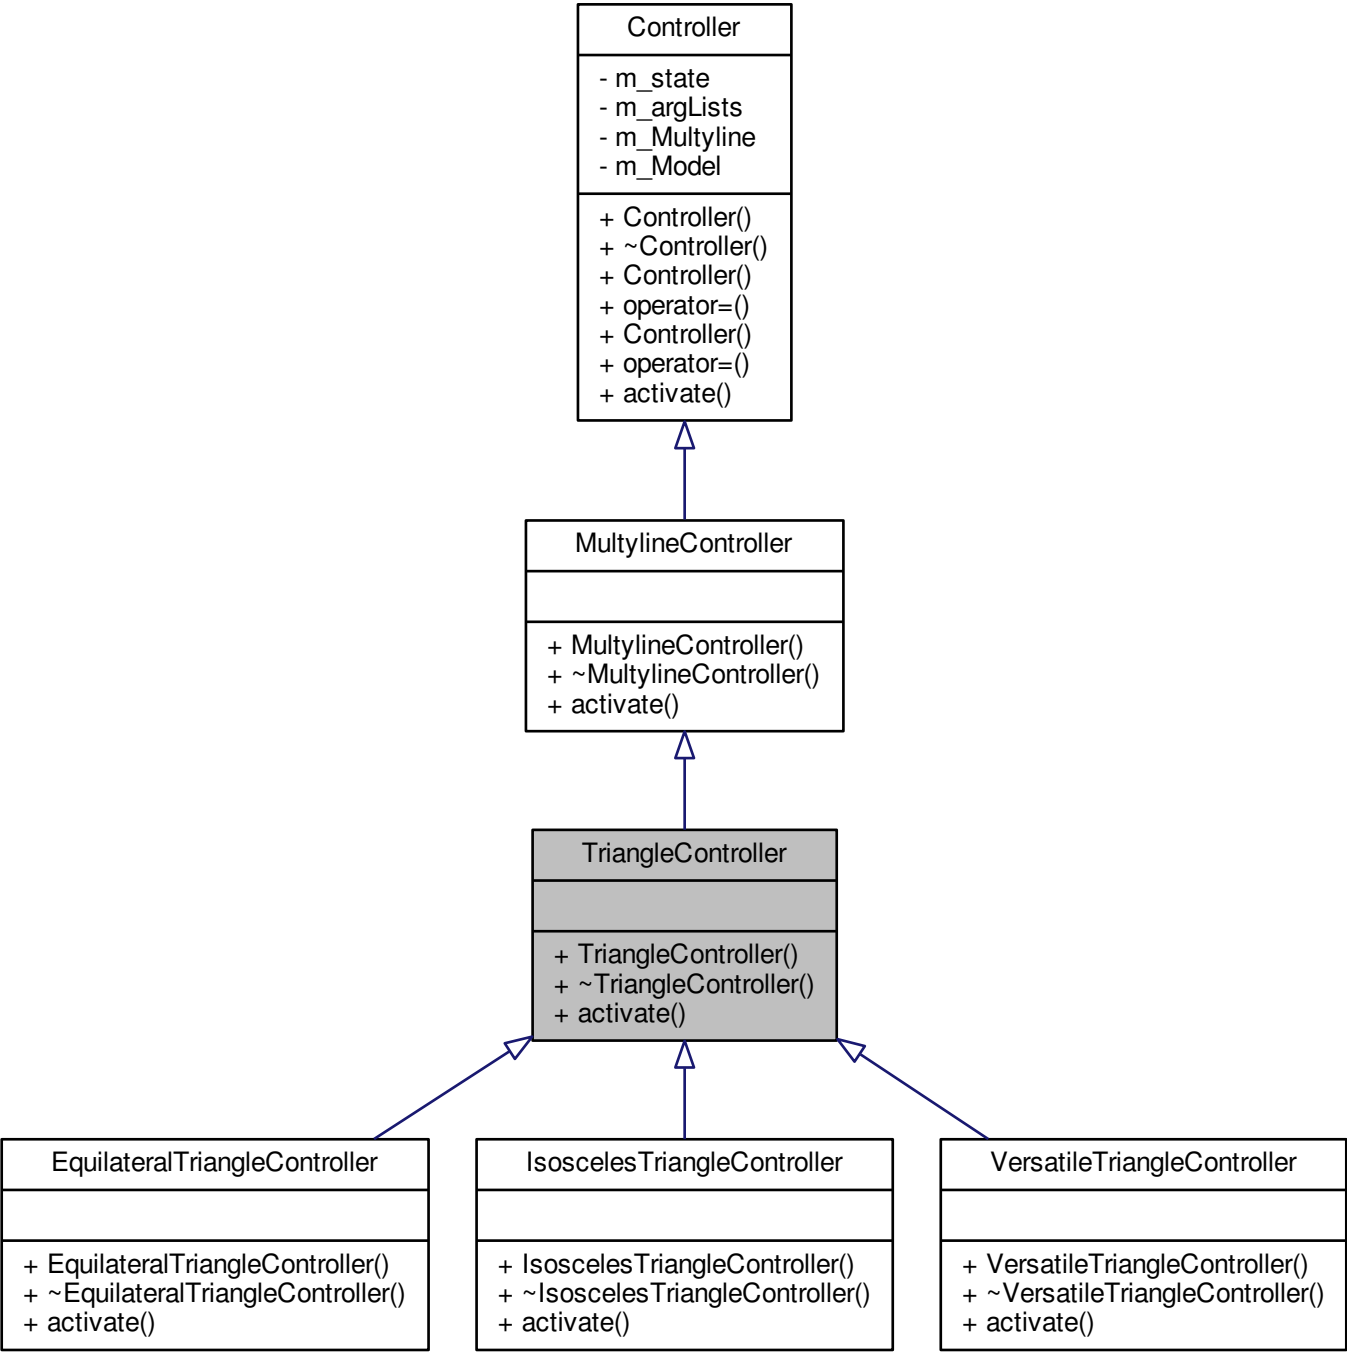 Controller
- m_state
- m_argLists
- m_Multyline
- m_Model
+ Controller()
+ ~Controller()
+ Controller()
+ operator=()
+ Controller()
+ operator=()
+ activate()
MultylineController
+ MultylineController()
+ ~MultylineController()
+ activate()
TriangleController
+ TriangleController()
+ ~TriangleController()
+ activate()
EquilateralTriangleController
+ EquilateralTriangleController()
+ ~EquilateralTriangleController()
+ activate()
IsoscelesTriangleController
+ IsoscelesTriangleController()
+ ~IsoscelesTriangleController()
+ activate()
VersatileTriangleController
+ VersatileTriangleController()
+ ~VersatileTriangleController()
+ activate()